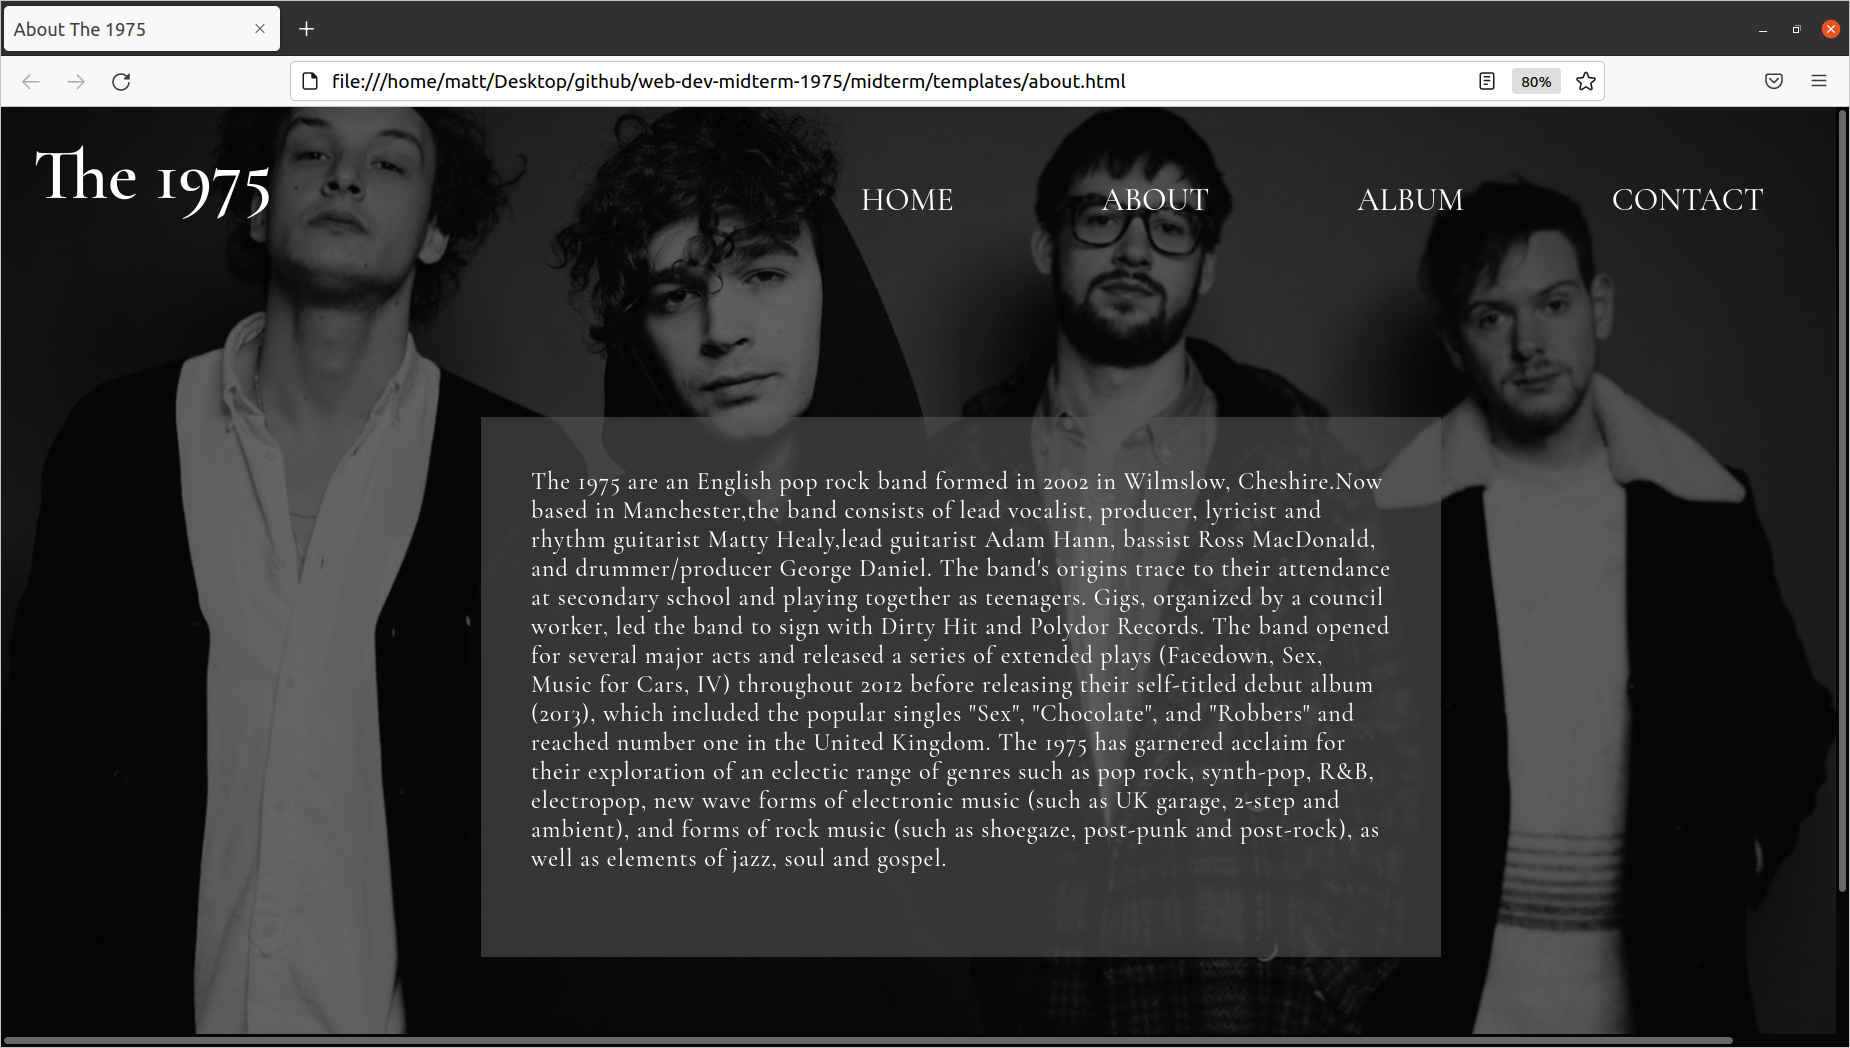 About The 1975
file:///home/matt/Desktop/github/web-dev-midterm-1975/midterm/templates/about.html
80%
The 1975
HOME
ABOUT
ALBUM
CONTACT
The 1975 are an English pop rock band formed in 2002 in Wilmslow, Cheshire.Now
based in Manchester,the band consists of lead vocalist, producer, lyricist and
rhythm guitarist Matty Healy,lead guitarist Adam Hann, bassist Ross MacDonald,
and drummer/producer George Daniel. The band's origins trace to their attendance
at secondary school and playing together as teenagers. Gigs, organized by a council
worker, led the band to sign with Dirty Hit and Polydor Records. The band opened
for several major acts and released a series of extended plays (Facedown, Sex,
Music for Cars, IV) throughout 2012 before releasing their self-titled debut album
(2013), which included the popular singles "Sex", "Chocolate", and "Robbers" and
reached number one in the United Kingdom. The 1975 has garnered acclaim for
their exploration of an eclectic range of genres such as pop rock, synth-pop, R&B,
electropop, new wave forms of electronic music (such as UK garage, 2-step and
ambient), and forms of rock music (such as shoegaze, post-punk and post-rock), as
well as elements of jazz, soul and gospel.